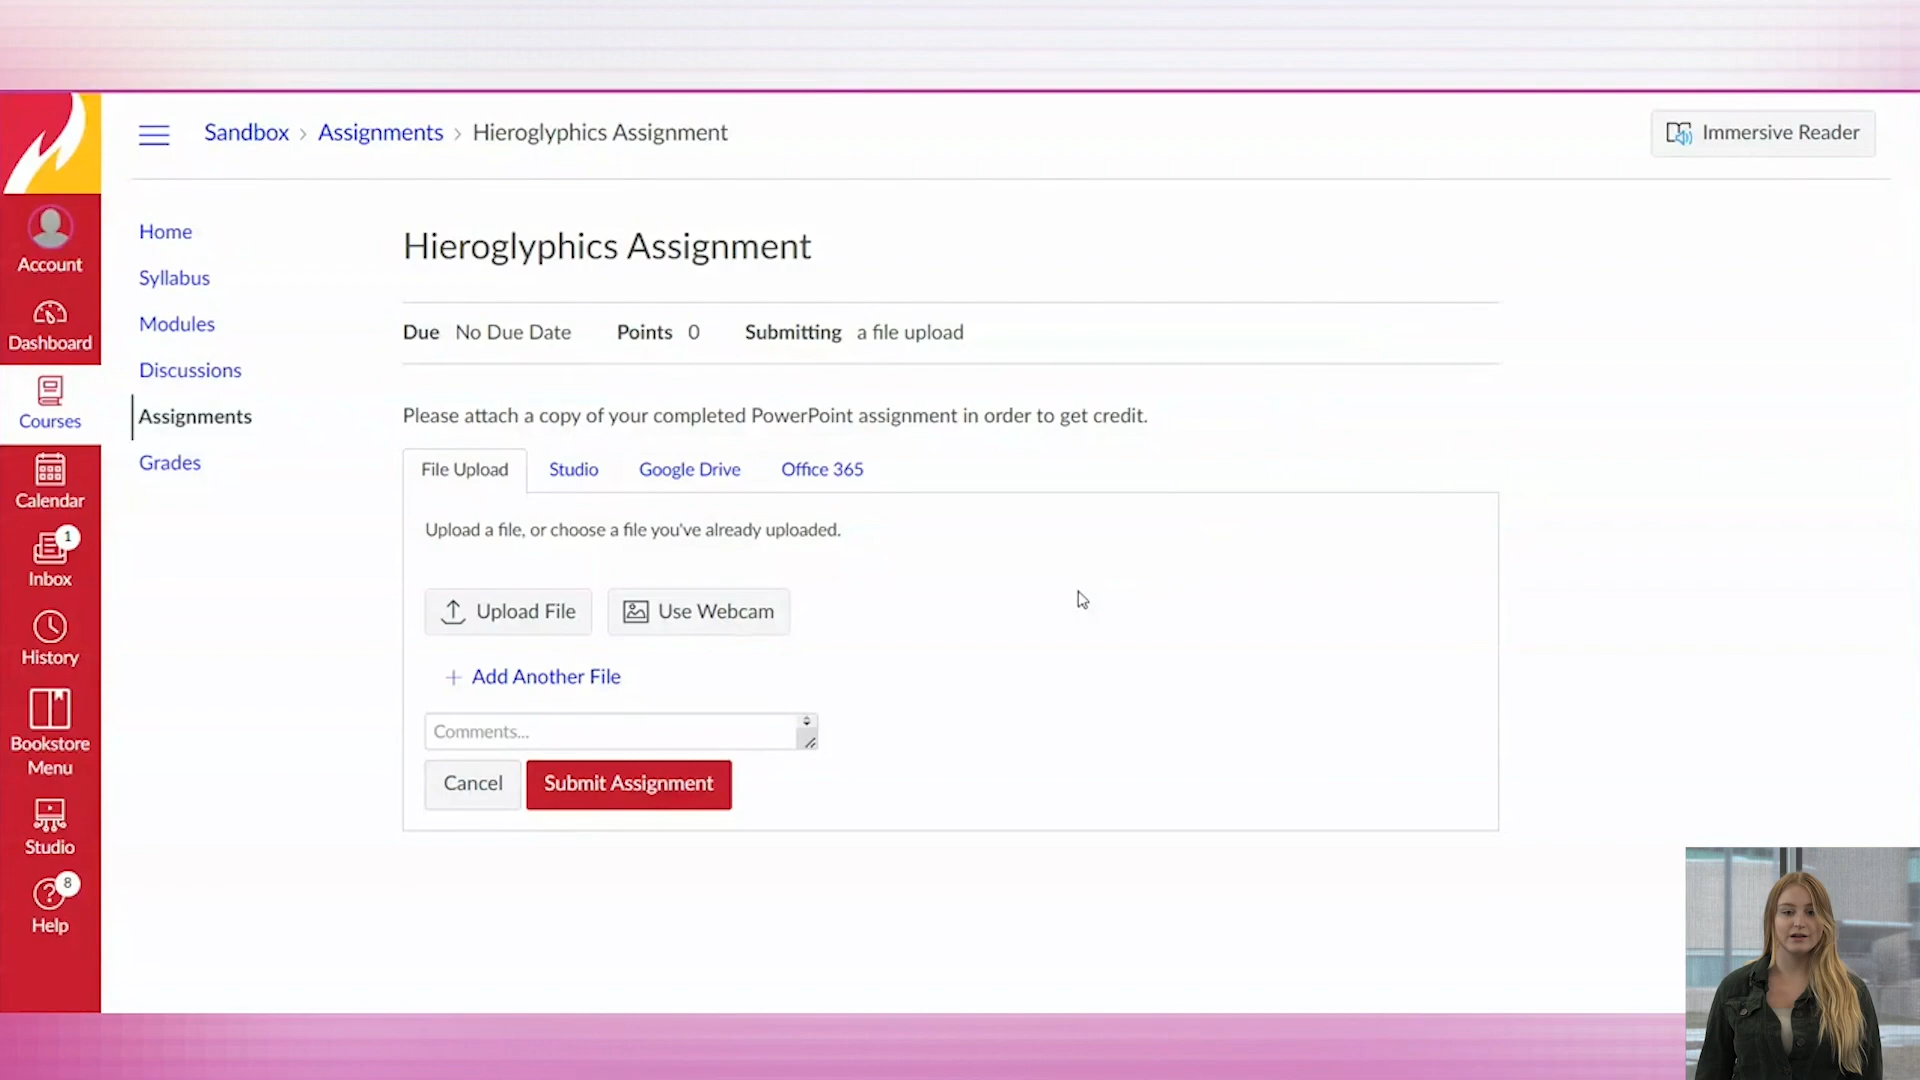 Sandbox › Assignments › Hieroglyphics Assignment
Immersive Reader
Account
Dashboard
Courses
Calendar
1
Inbox
History
Bookstore
Menu
Studio
8
Help
Home
Syllabus
Modules
Discussions
Assignments
Grades
Hieroglyphics Assignment
Due No Due Date Points 0 Submitting a file upload
Please attach a copy of your completed PowerPoint assignment in order to get credit.
File Upload Studio Google Drive Office 365
Upload a file, or choose a file you've already uploaded.
Upload File Use Webcam
+ Add Another File
Comments...
Cancel Submit Assignment